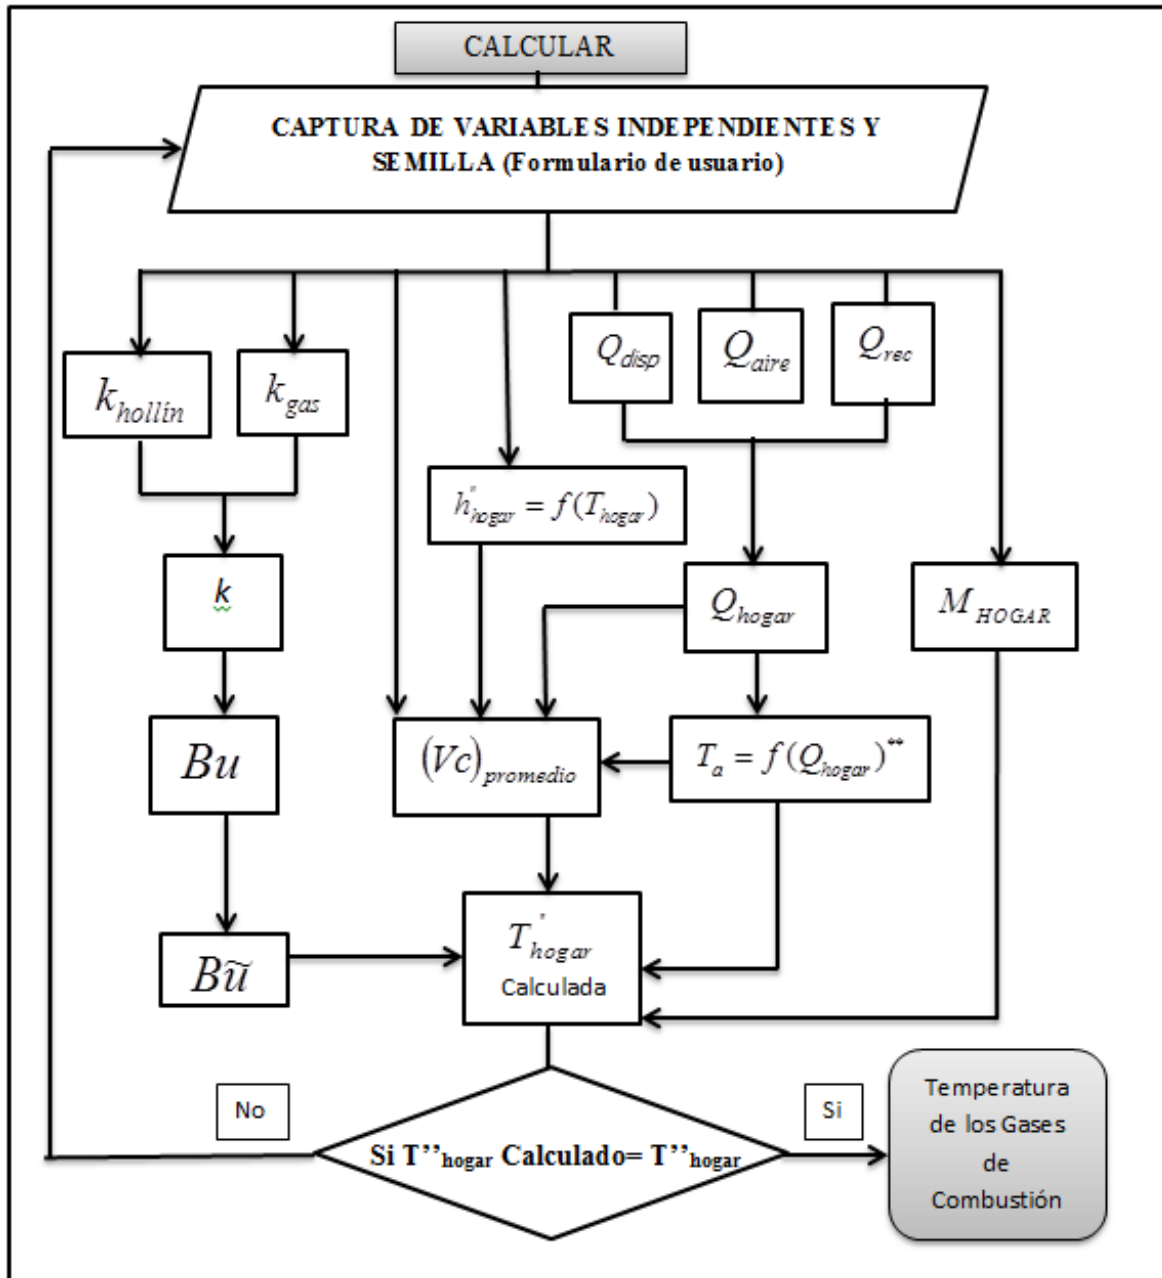 CALCULAR
CAPTURA DE VARIABLES INDEPENDIENTES Y
SEMILLA (Formulario de usuario)
Q_disp
Q_aire
Q_rec
k_hollín
k_gas
h"_hogar = f(T_hogar)
k
Q_hogar
M_HOGAR
Bu
(Vc)_promedio
T_a = f(Q_hogar)^**
Bũ
T"_hogar
Calculada
No
Si
Si T’’_hogar Calculado= T’’_hogar
Temperatura
de los Gases
de
Combustión